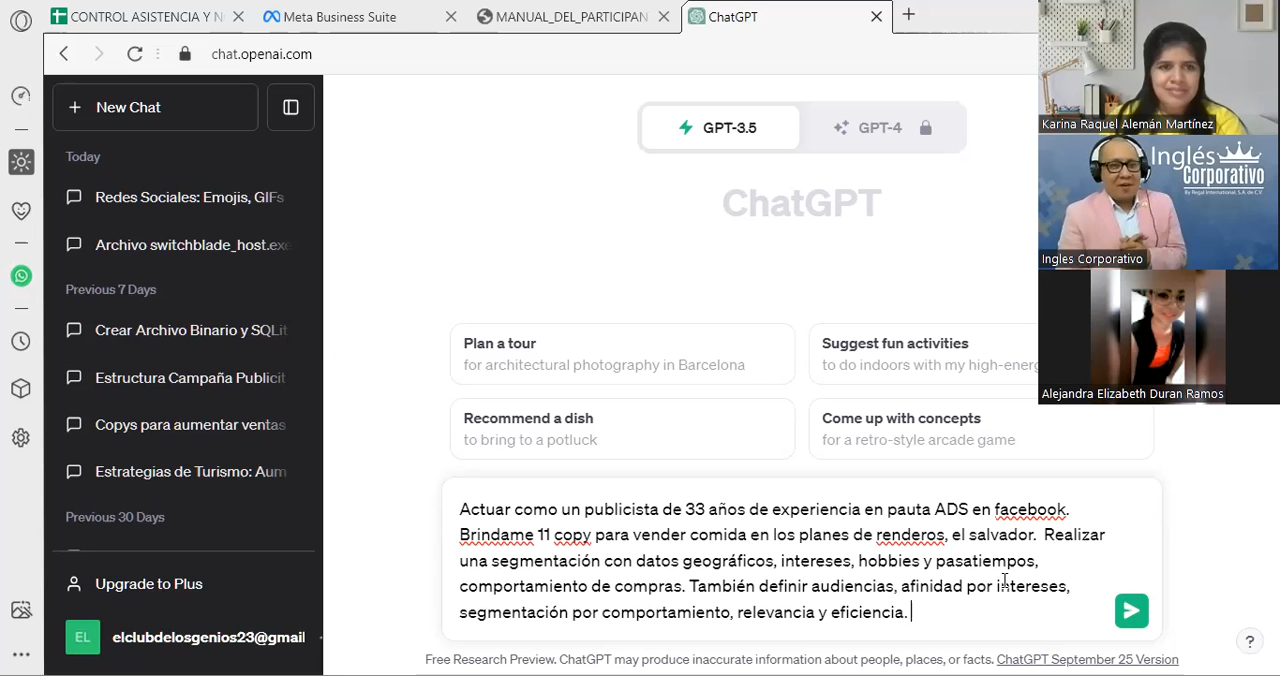 CONTROL ASISTENCIA Y N
Meta Business Suite
MANUAL_DEL_PARTICIPAN
ChatGPT
chat.openai.com
New Chat
Today
Redes Sociales: Emojis, GIFs
Archivo switchblade_host.exe
Previous 7 Days
Crear Archivo Binario y SQLit
Estructura Campaña Publicit
Copys para aumentar ventas
Estrategias de Turismo: Aum
Previous 30 Days
Upgrade to Plus
EL
elclubdelosgenios23@gmail
GPT-3.5
GPT-4
ChatGPT
Plan a tour
for architectural photography in Barcelona
Suggest fun activities
to do indoors with my high-energ
Recommend a dish
to bring to a potluck
Come up with concepts
for a retro-style arcade game
Actuar como un publicista de 33 años de experiencia en pauta ADS en facebook.
Brindame 11 copy para vender comida en los planes de renderos, el salvador. Realizar
una segmentación con datos geográficos, intereses, hobbies y pasatiempos,
comportamiento de compras. También definir audiencias, afinidad por intereses,
segmentación por comportamiento, relevancia y eficiencia.
Free Research Preview. ChatGPT may produce inaccurate information about people, places, or facts. ChatGPT September 25 Version
?
Karina Raquel Alemán Martínez
Inglés
Corporativo
By Regal International, S.A. de C.V.
Ingles Corporativo
Alejandra Elizabeth Duran Ramos